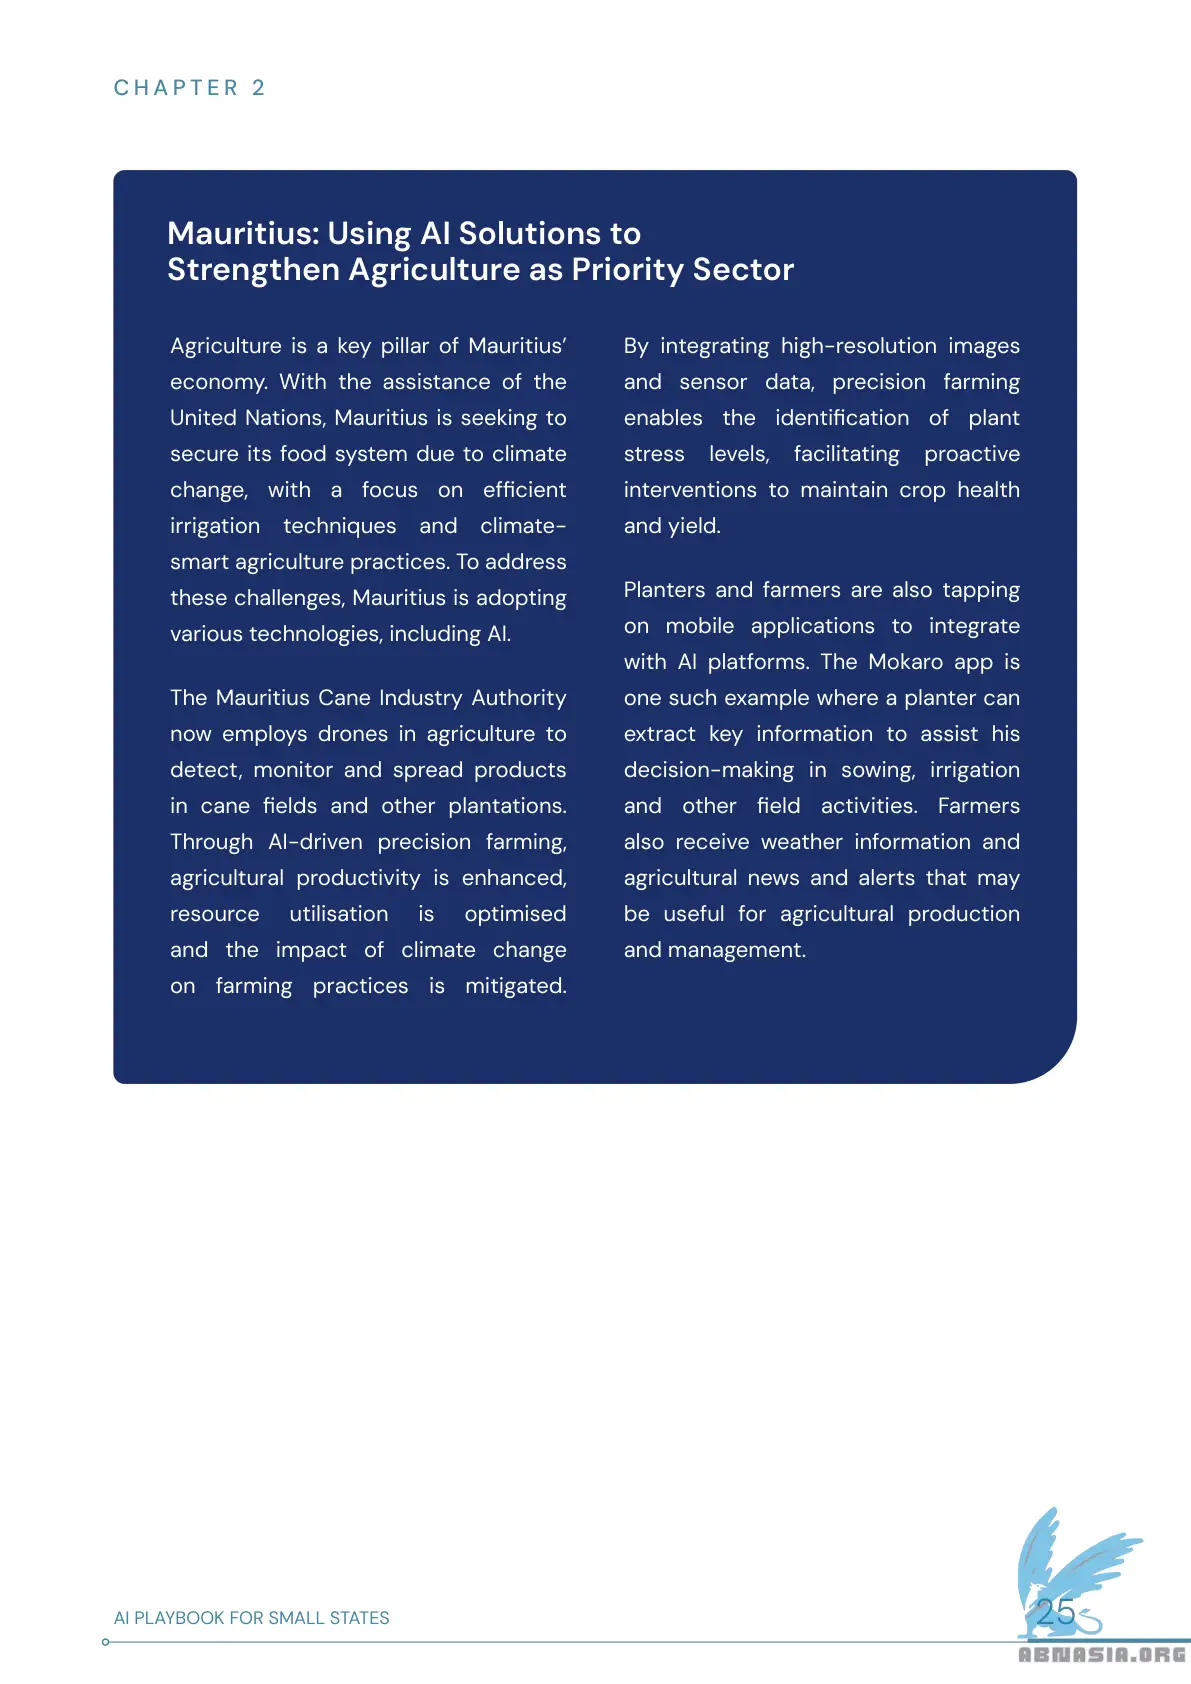 CHAPTER 2
Mauritius: Using AI Solutions to
Strengthen Agriculture as Priority Sector
Agriculture is a key pillar of Mauritius’
economy. With the assistance of the
United Nations, Mauritius is seeking to
secure its food system due to climate
change, with a focus on efficient
irrigation techniques and climate-
smart agriculture practices. To address
these challenges, Mauritius is adopting
various technologies, including AI.
The Mauritius Cane Industry Authority
now employs drones in agriculture to
detect, monitor and spread products
in cane fields and other plantations.
Through AI-driven precision farming,
agricultural productivity is enhanced,
resource utilisation is optimised
and the impact of climate change
on farming practices is mitigated.
By integrating high-resolution images
and sensor data, precision farming
enables the identification of plant
stress levels, facilitating proactive
interventions to maintain crop health
and yield.
Planters and farmers are also tapping
on mobile applications to integrate
with AI platforms. The Mokaro app is
one such example where a planter can
extract key information to assist his
decision-making in sowing, irrigation
and other field activities. Farmers
also receive weather information and
agricultural news and alerts that may
be useful for agricultural production
and management.
AI PLAYBOOK FOR SMALL STATES
25
ABNASIA.ORG